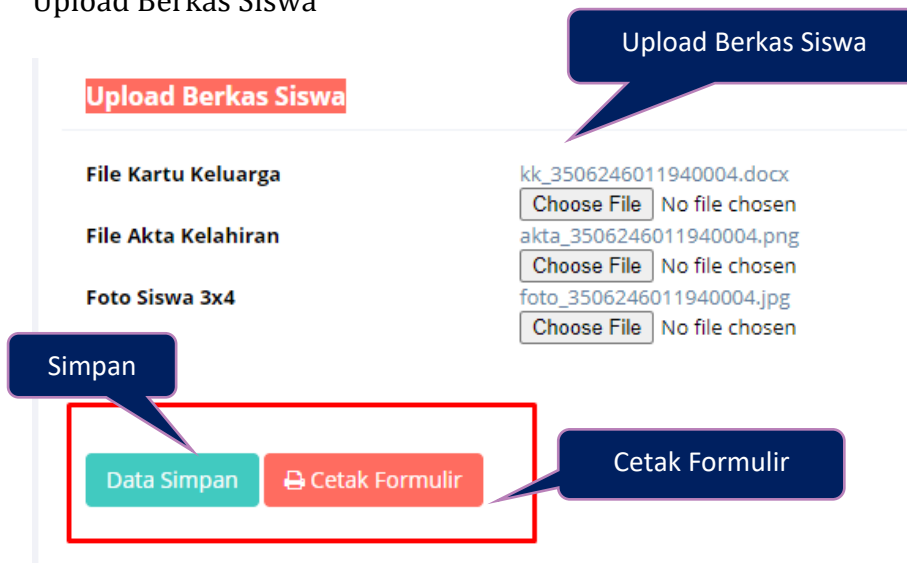 Upload Berkas Siswa
Upload Berkas Siswa
Upload Berkas Siswa
File Kartu Keluarga
kk_3506246011940004.docx
Choose File No file chosen
File Akta Kelahiran
akta_3506246011940004.png
Choose File No file chosen
Foto Siswa 3x4
foto_3506246011940004.jpg
Choose File No file chosen
Simpan
Data Simpan
Cetak Formulir
Cetak Formulir